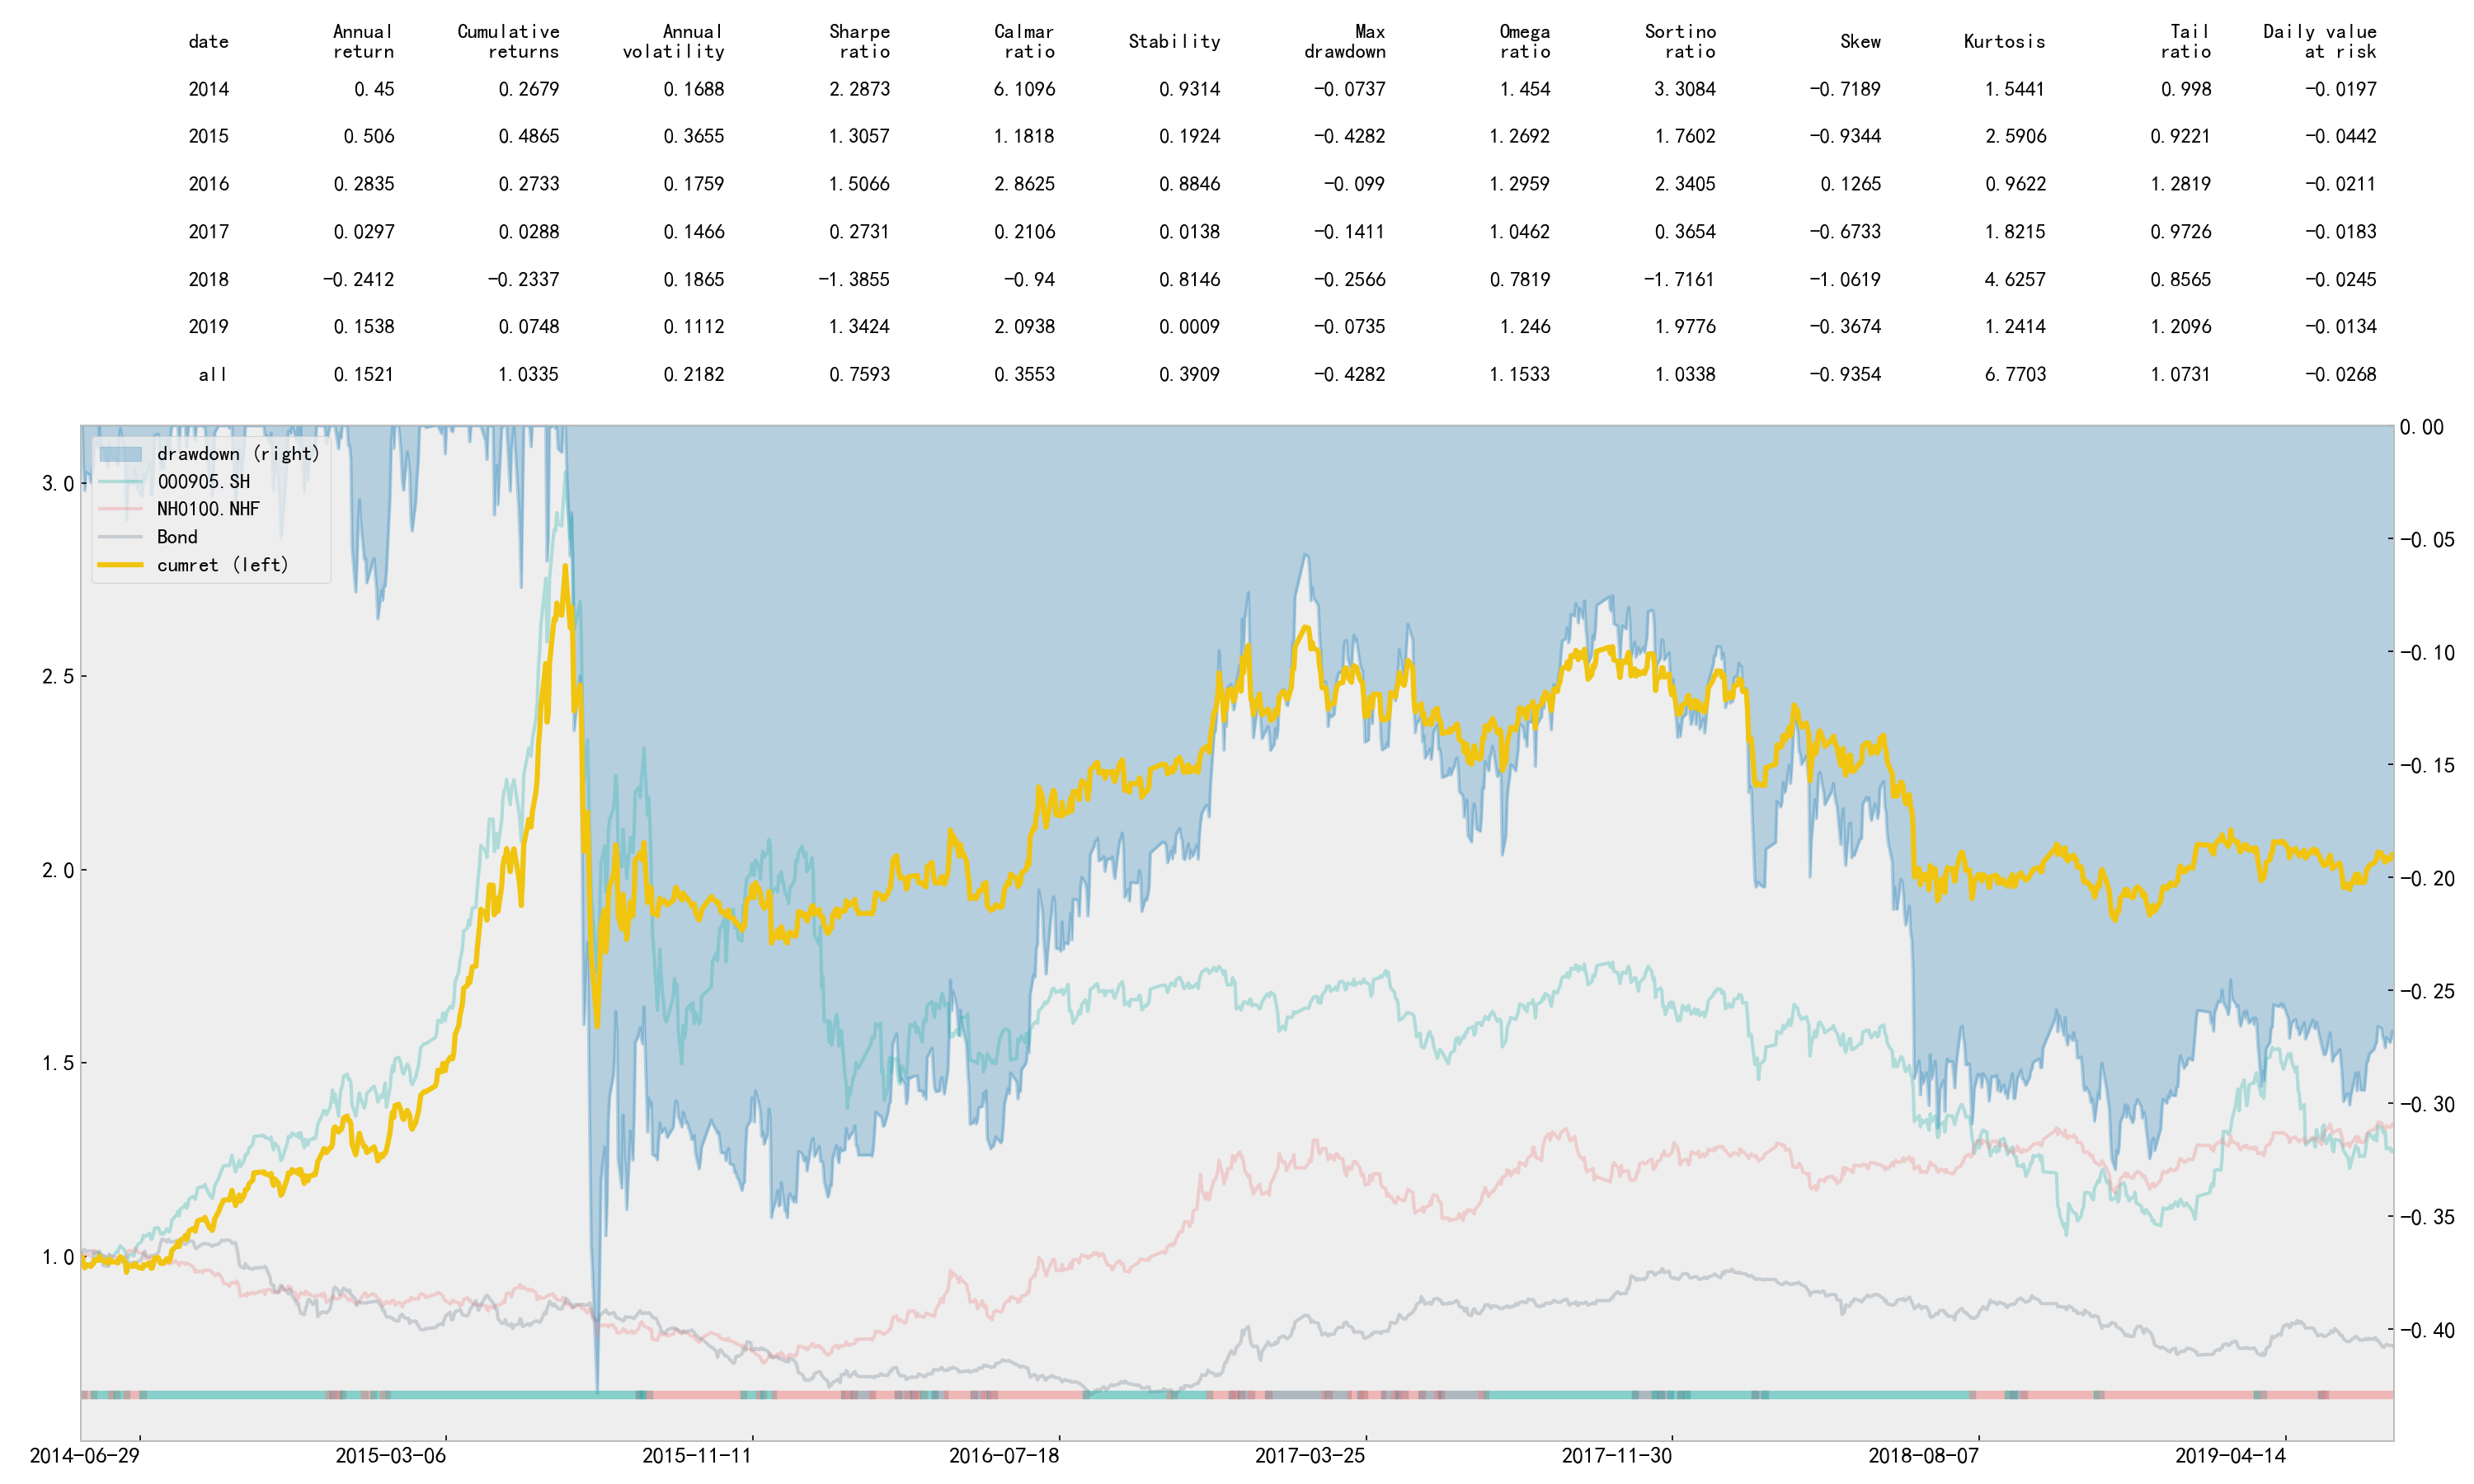 date Annual return Cumulative returns Annual volatility Sharpe ratio Calmar ratio Stability Max drawdown Omega ratio Sortino ratio Skew Kurtosis Tail ratio Daily value at risk
2014 0.45 0.2679 0.1688 2.2873 6.1096 0.9314 -0.0737 1.454 3.3084 -0.7189 1.5441 0.998 -0.0197
2015 0.506 0.4865 0.3655 1.3057 1.1818 0.1924 -0.4282 1.2692 1.7602 -0.9344 2.5906 0.9221 -0.0442
2016 0.2835 0.2733 0.1759 1.5066 2.8625 0.8846 -0.099 1.2959 2.3405 0.1265 0.9622 1.2819 -0.0211
2017 0.0297 0.0288 0.1466 0.2731 0.2106 0.0138 -0.1411 1.0462 0.3654 -0.6733 1.8215 0.9726 -0.0183
2018 -0.2412 -0.2337 0.1865 -1.3855 -0.94 0.8146 -0.2566 0.7819 -1.7161 -1.0619 4.6257 0.8565 -0.0245
2019 0.1538 0.0748 0.1112 1.3424 2.0938 0.0009 -0.0735 1.246 1.9776 -0.3674 1.2414 1.2096 -0.0134
all 0.1521 1.0335 0.2182 0.7593 0.3553 0.3909 -0.4282 1.1533 1.0338 -0.9354 6.7703 1.0731 -0.0268
drawdown (right)
000905.SH
NH0100.NHF
Bond
cumret (left)
3.0
2.5
2.0
1.5
1.0
0.00
-0.05
-0.10
-0.15
-0.20
-0.25
-0.30
-0.35
-0.40
2014-06-29 2015-03-06 2015-11-11 2016-07-18 2017-03-25 2017-11-30 2018-08-07 2019-04-14